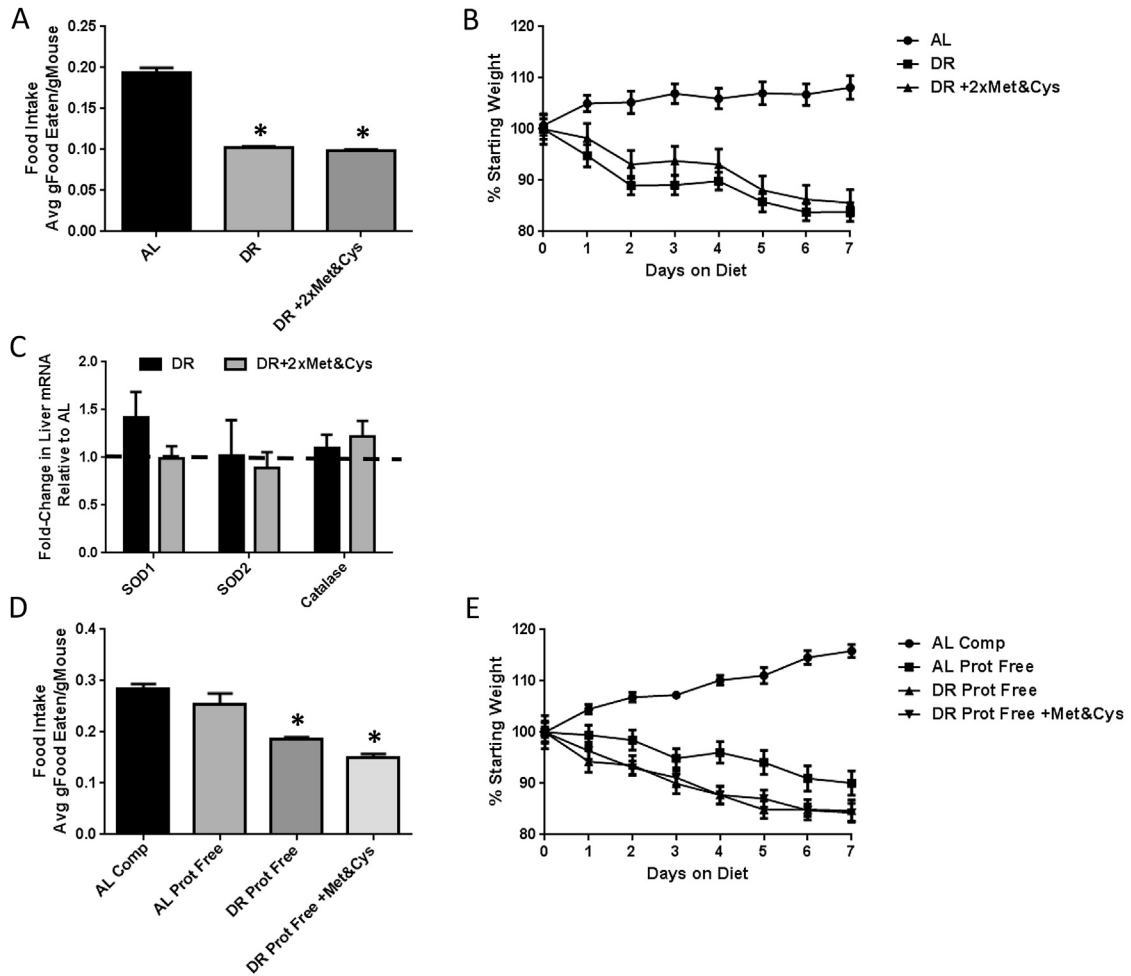 A
Food Intake
Avg gFood Eaten/gMouse
0.25
0.20
0.15
0.10
0.05
0.00
*
*
AL
DR
DR +2xMet&Cys
B
% Starting Weight
120
110
100
90
80
0 1 2 3 4 5 6 7
Days on Diet
AL
DR
DR +2xMet&Cys
C
Fold-Change in Liver mRNA
Relative to AL
2.0
1.5
1.0
0.5
0.0
DR
DR+2xMet&Cys
SOD1
SOD2
Catalase
D
Food Intake
Avg gFood Eaten/gMouse
0.4
0.3
0.2
0.1
0.0
*
*
AL Comp
AL Prot Free
DR Prot Free
DR Prot Free +Met&Cys
E
% Starting Weight
120
110
100
90
80
0 1 2 3 4 5 6 7
Days on Diet
AL Comp
AL Prot Free
DR Prot Free
DR Prot Free +Met&Cys